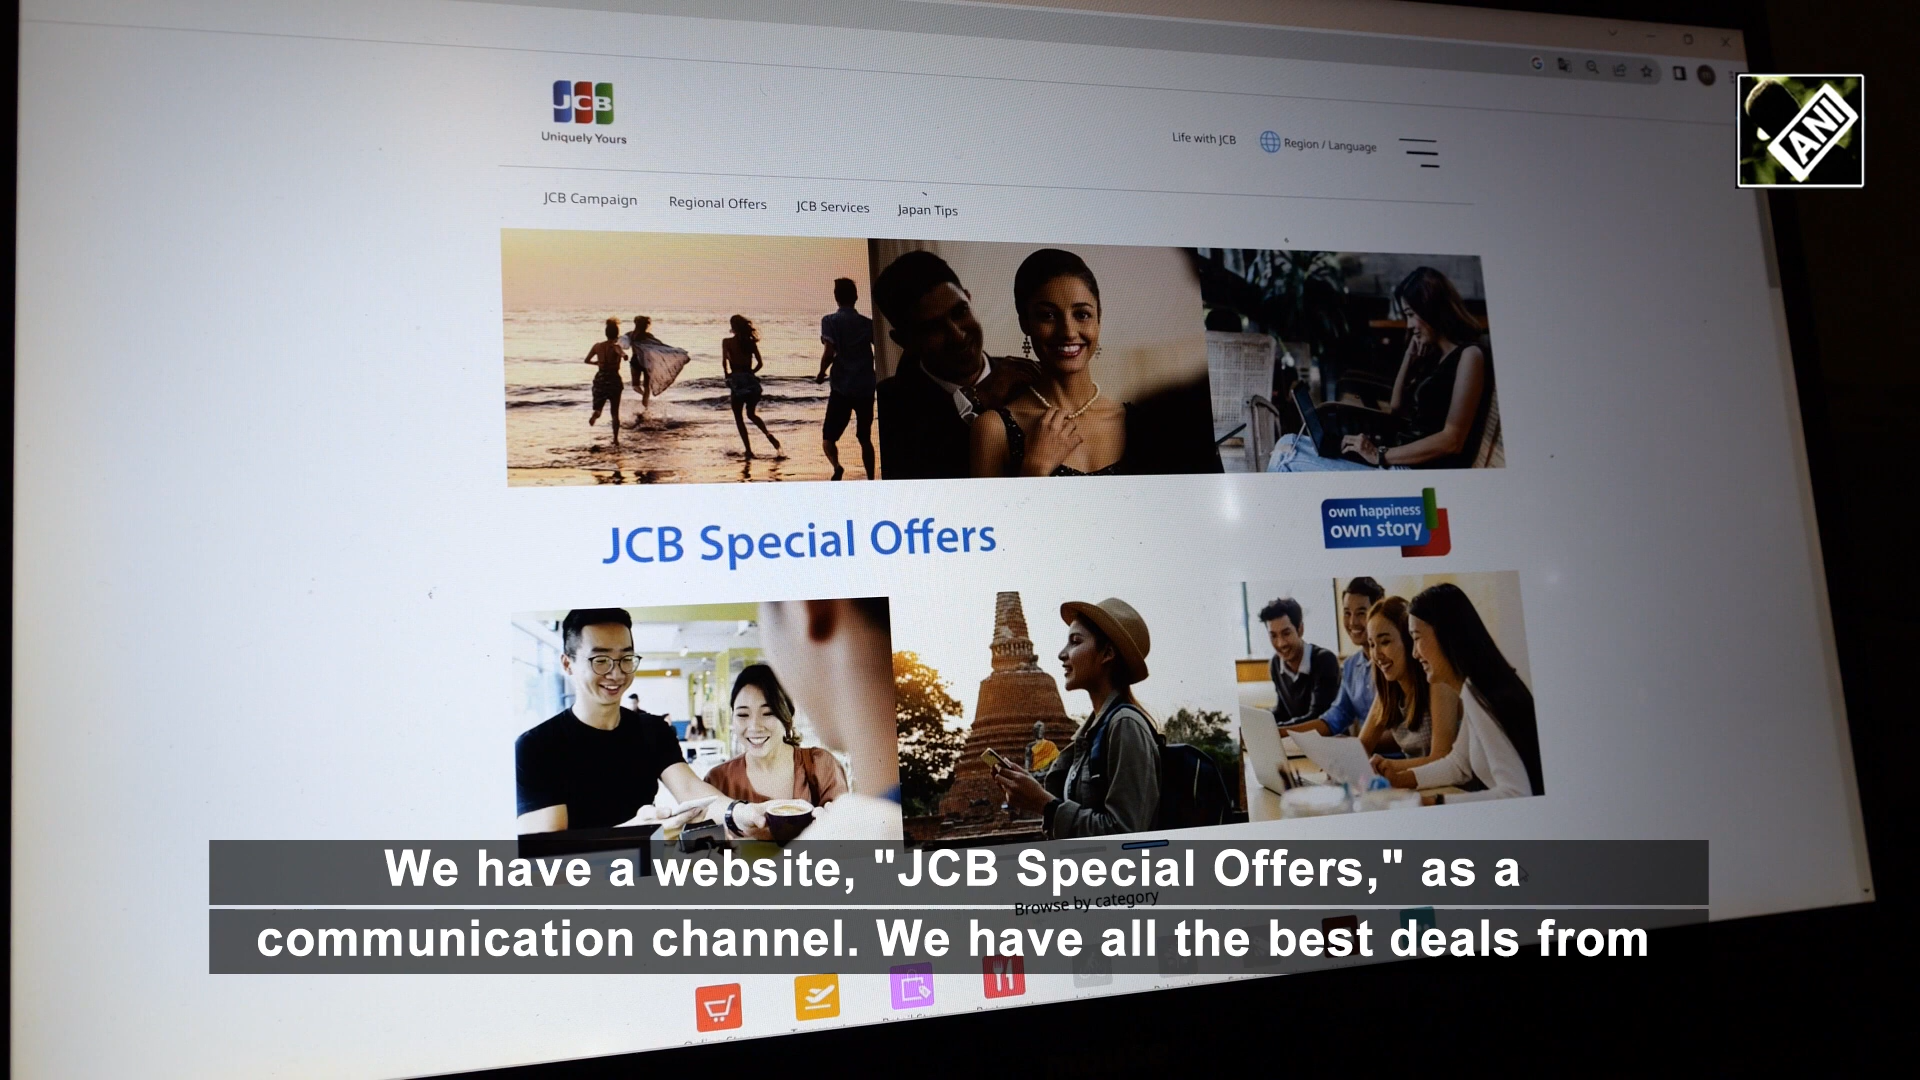 JCB
Uniquely Yours
Life with JCB
Region / Language
JCB Campaign
Regional Offers
JCB Services
Japan Tips
ANI
JCB Special Offers
own happiness
own story
We have a website, "JCB Special Offers," as a
Browse by category
communication channel. We have all the best deals from